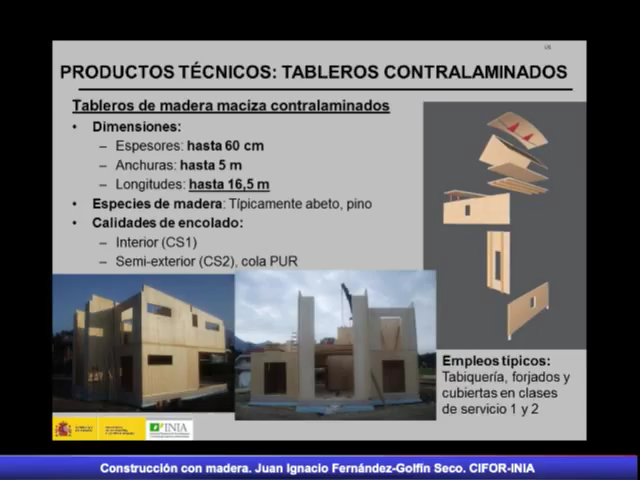 PRODUCTOS TÉCNICOS: TABLEROS CONTRALAMINADOS
Tableros de madera maciza contralaminados
• Dimensiones:
– Espesores: hasta 60 cm
– Anchuras: hasta 5 m
– Longitudes: hasta 16,5 m
• Especies de madera: Típicamente abeto, pino
• Calidades de encolado:
– Interior (CS1)
– Semi-exterior (CS2), cola PUR
Empleos típicos:
Tabiquería, forjados y
cubiertas en clases
de servicio 1 y 2
INIA
Construcción con madera. Juan Ignacio Fernández-Golfín Seco. CIFOR-INIA